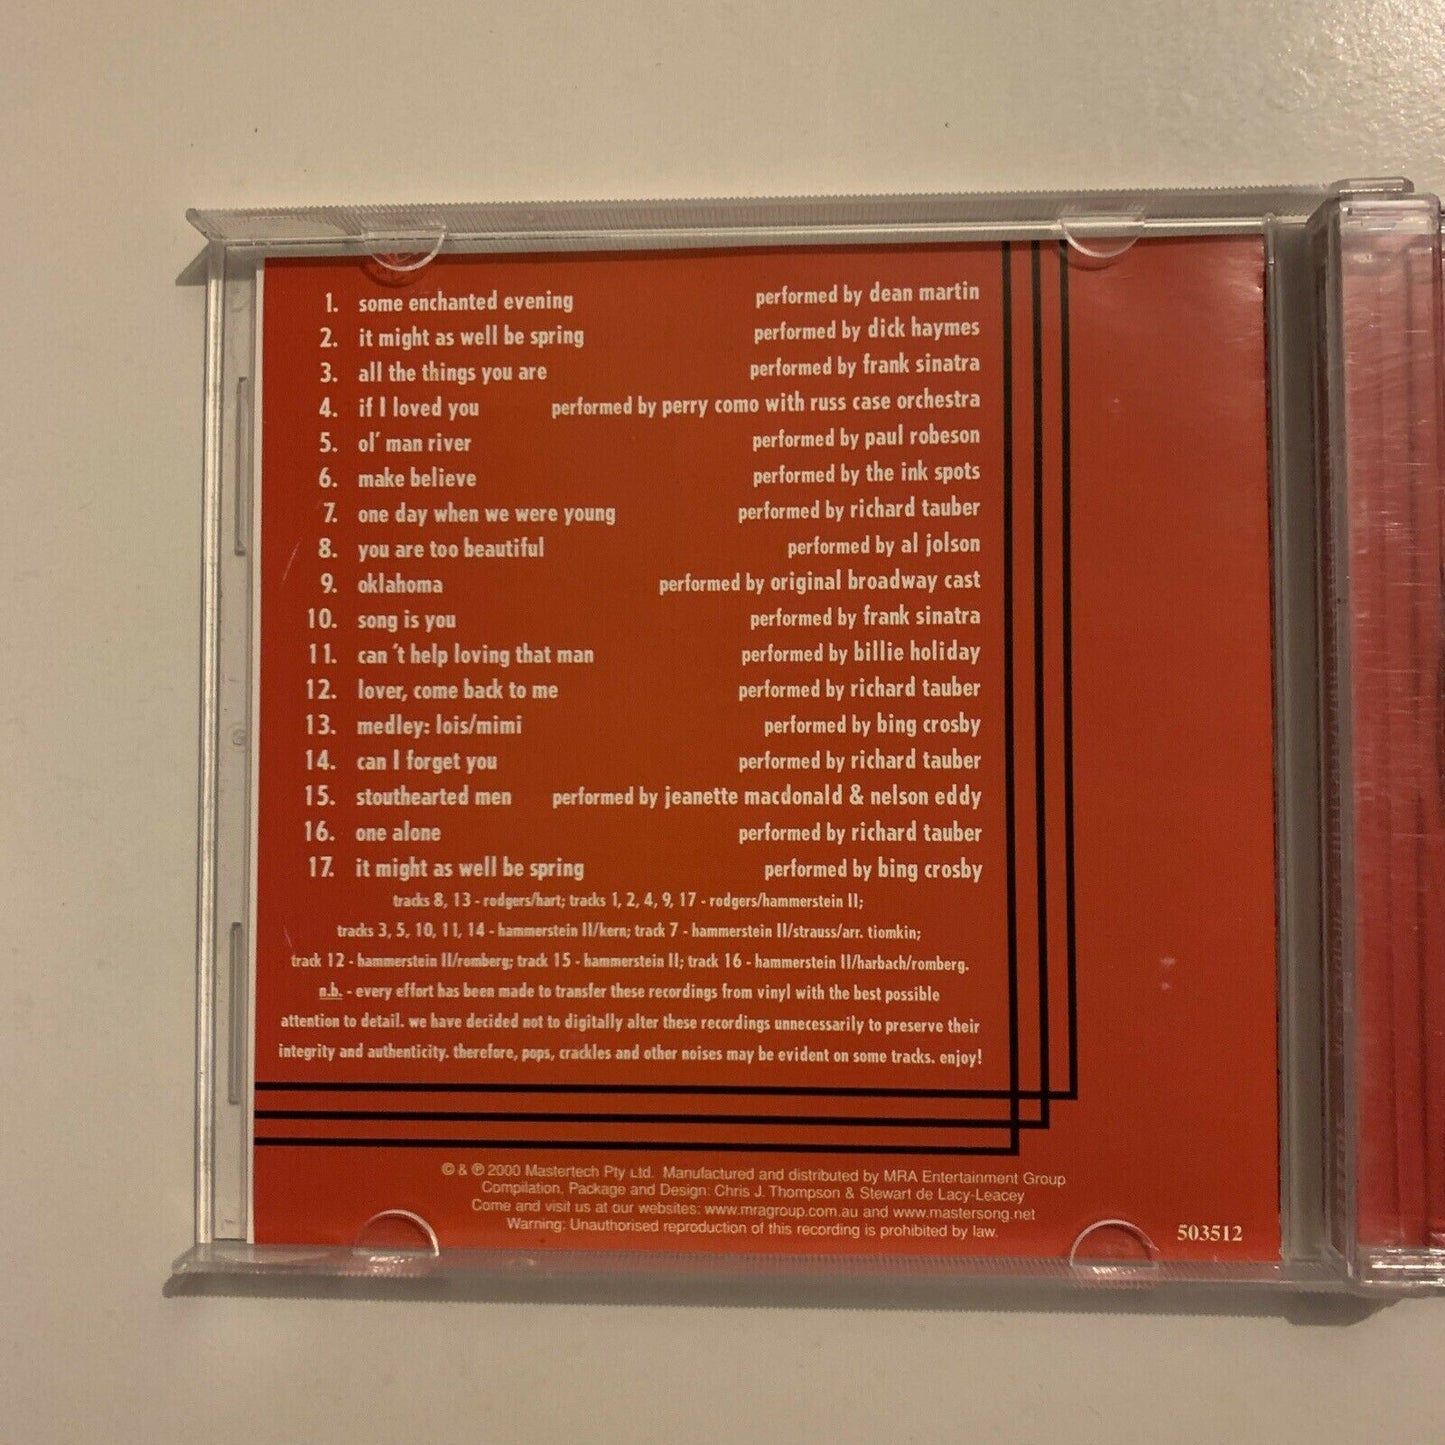 1. some enchanted evening performed by dean martin
2. it might as well be spring performed by dick haymes
3. all the things you are performed by frank sinatra
4. if I loved you performed by perry como with russ case orchestra
5. ol' man river performed by paul robeson
6. make believe performed by the ink spots
7. one day when we were young performed by richard tauber
8. you are too beautiful performed by al jolson
9. oklahoma performed by original broadway cast
10. song is you performed by frank sinatra
11. can 't help loving that man performed by billie holiday
12. lover, come back to me performed by richard tauber
13. medley: lois/mimi performed by bing crosby
14. can I forget you performed by richard tauber
15. stouthearted men performed by jeanette macdonald & nelson eddy
16. one alone performed by richard tauber
17. it might as well be spring performed by bing crosby
tracks 8, 13 - rodgers/hart; tracks 1, 2, 4, 9, 17 - rodgers/hammerstein II;
tracks 3, 5, 10, 11, 14 - hammerstein II/kern; track 7 - hammerstein II/strauss/arr. tiomkin;
track 12 - hammerstein II/romberg; track 15 - hammerstein II; track 16 - hammerstein II/harbach/romberg.
n.b. - every effort has been made to transfer these recordings from vinyl with the best possible
attention to detail. we have decided not to digitally alter these recordings unnecessarily to preserve their
integrity and authenticity. therefore, pops, crackles and other noises may be evident on some tracks. enjoy!
© & ℗ 2000 Mastertech Pty Ltd. Manufactured and distributed by MRA Entertainment Group
Compilation, Package and Design: Chris J. Thompson & Stewart de Lacy-Leacey
Come and visit us at our websites: www.mragroup.com.au and www.mastersong.net
Warning: Unauthorised reproduction of this recording is prohibited by law.
503512